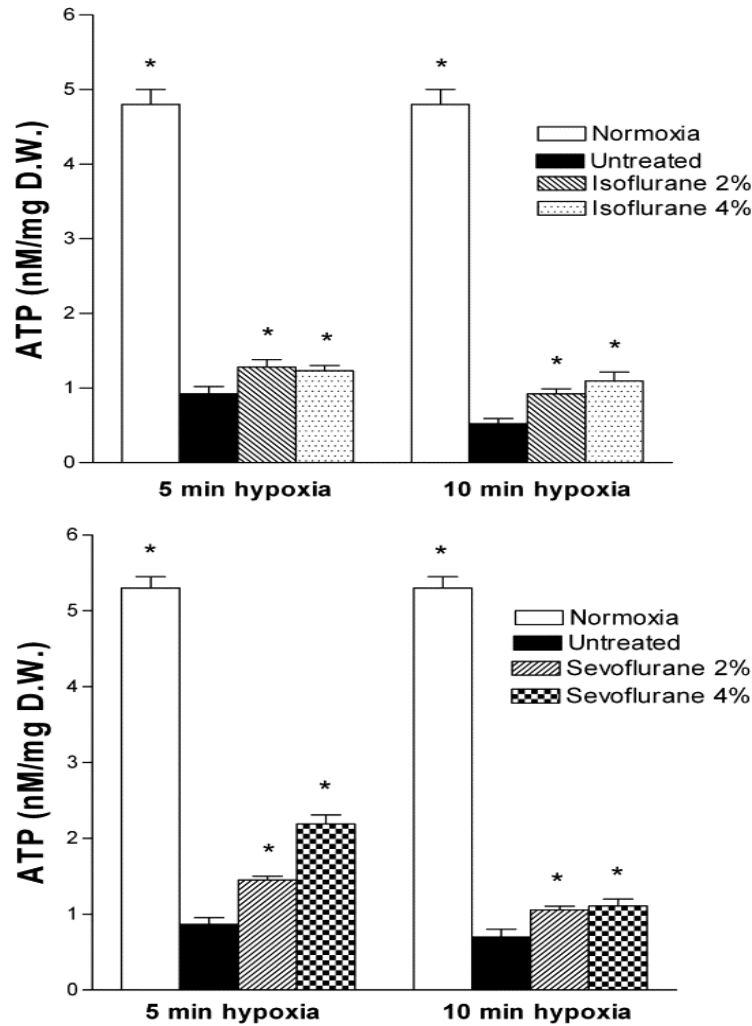 6
5
4
3
2
1
0
ATP (nM/mg D.W.)
* * * * * *
Normoxia
Untreated
Isoflurane 2%
Isoflurane 4%
5 min hypoxia 10 min hypoxia
6
5
4
3
2
1
0
ATP (nM/mg D.W.)
* * * * * *
Normoxia
Untreated
Sevoflurane 2%
Sevoflurane 4%
5 min hypoxia 10 min hypoxia